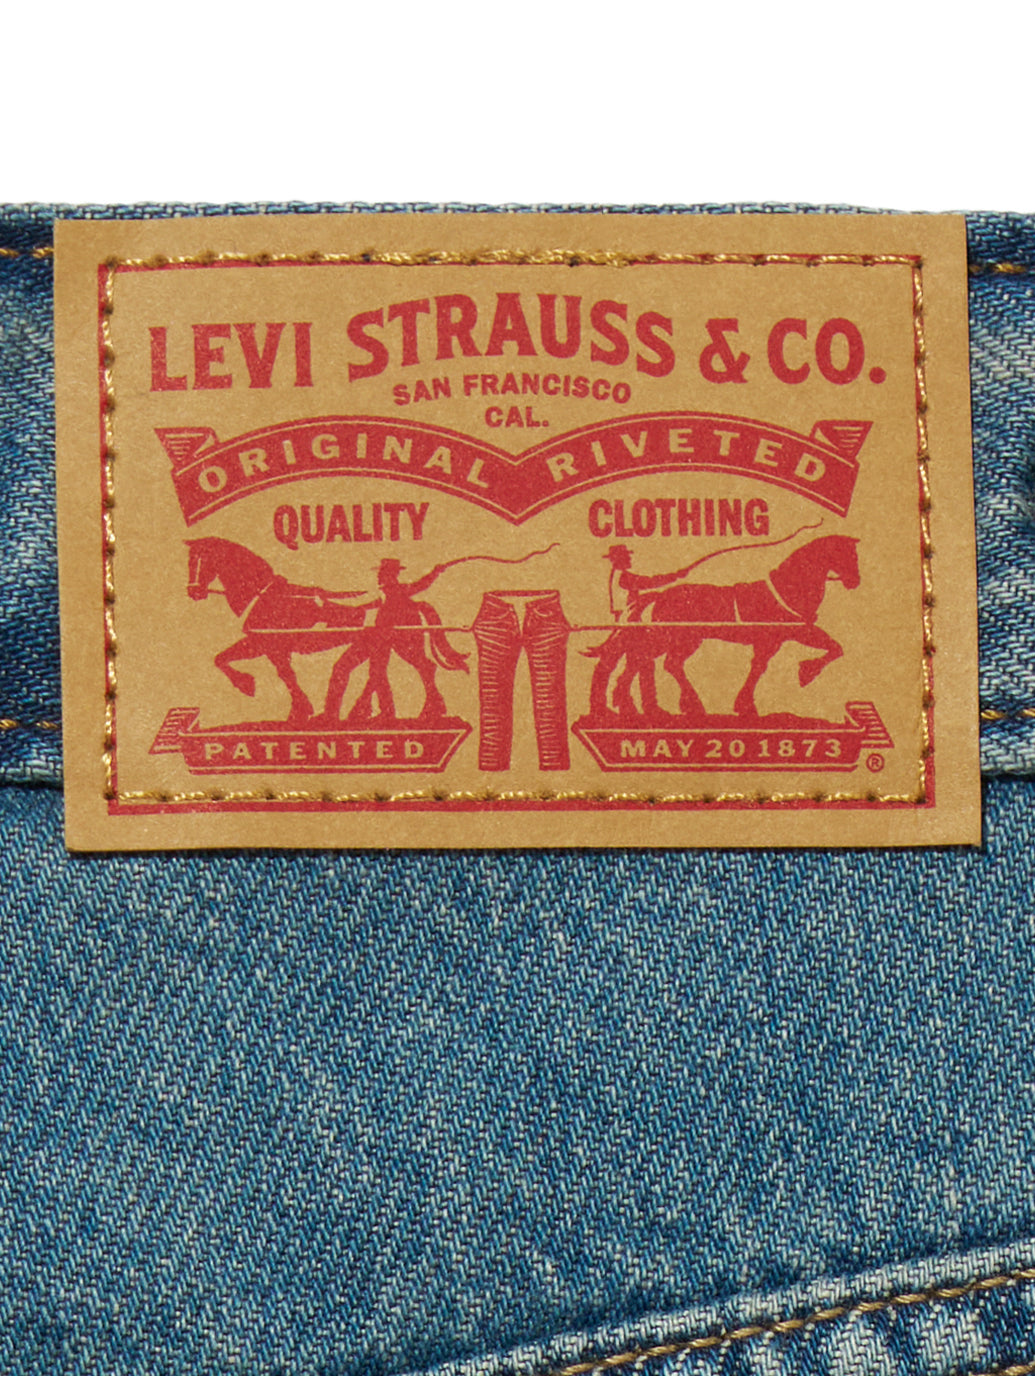 LEVI STRAUSS & CO.
SAN FRANCISCO
CAL.
ORIGINAL RIVETED
QUALITY CLOTHING
PATENTED MAY 20 1873 ®